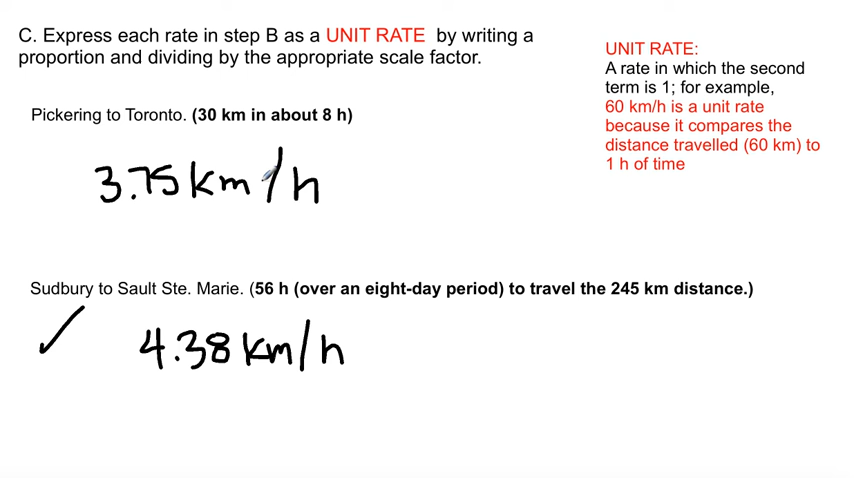 C. Express each rate in step B as a UNIT RATE by writing a
proportion and dividing by the appropriate scale factor.
UNIT RATE:
A rate in which the second
term is 1; for example,
60 km/h is a unit rate
because it compares the
distance travelled (60 km) to
1 h of time
Pickering to Toronto. (30 km in about 8 h)
3.75 km/h
Sudbury to Sault Ste. Marie. (56 h (over an eight-day period) to travel the 245 km distance.)
4.38 km/h